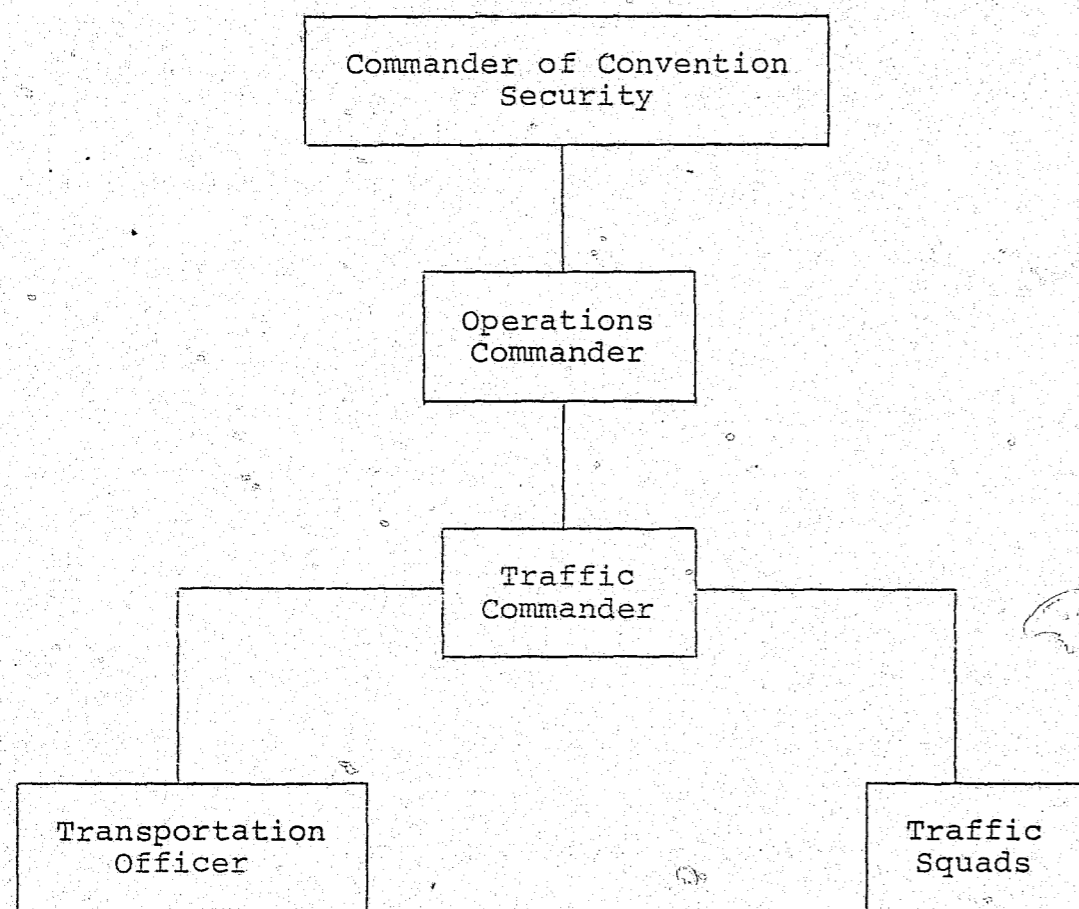 Commander of Convention
Security
Operations
Commander
Traffic
Commander
Transportation
Officer
Traffic
Squads